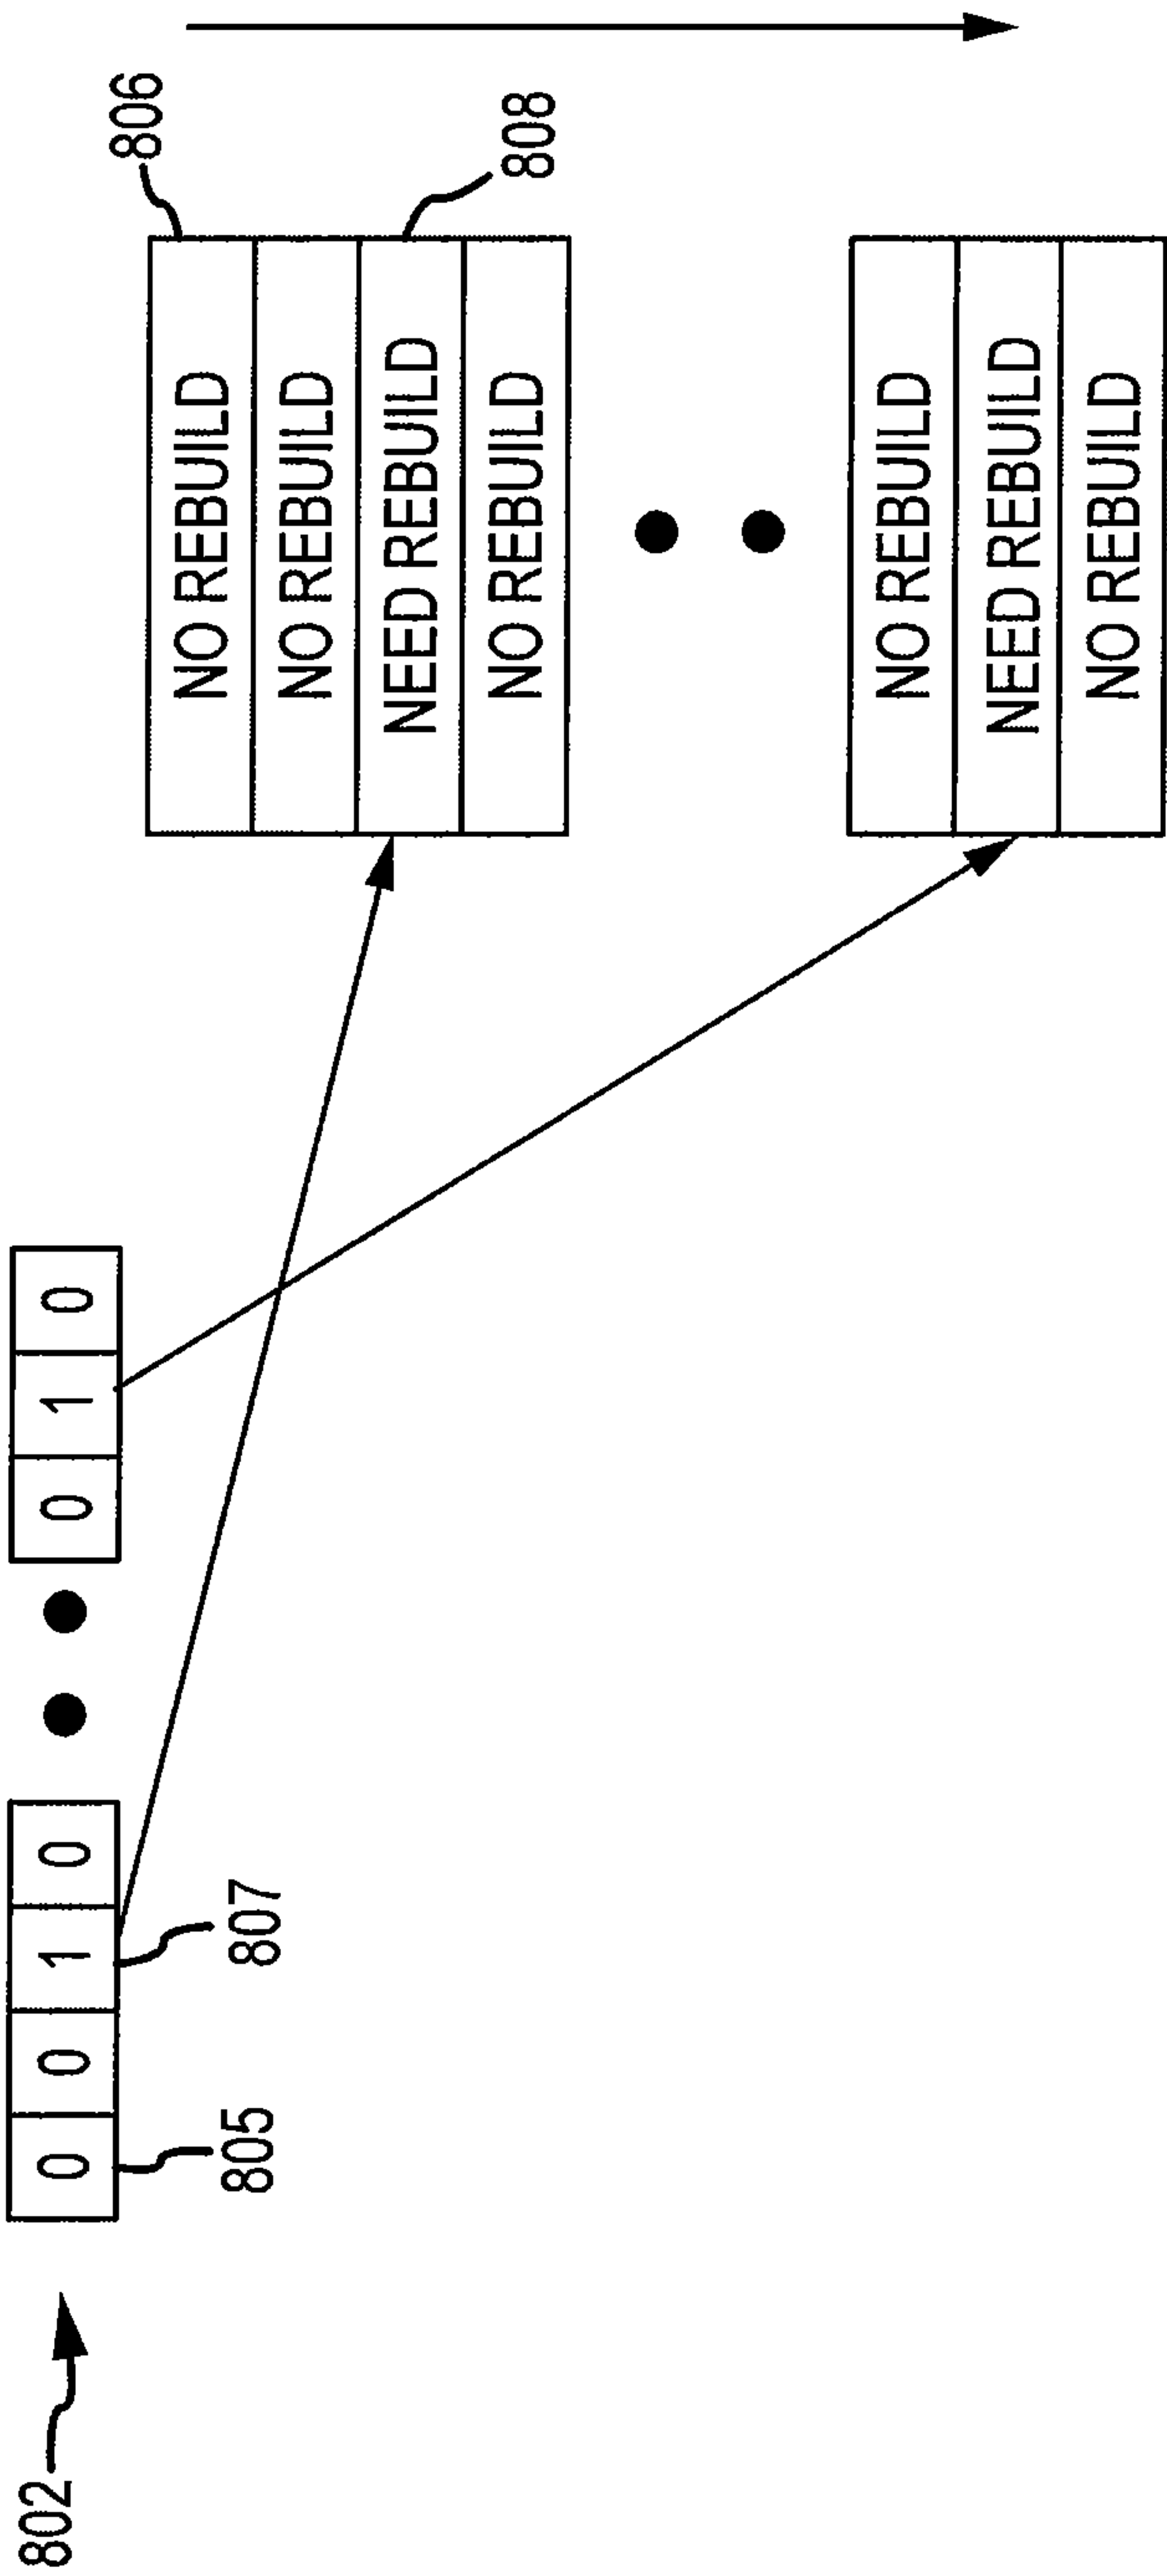 802
0 0 1 0 0 1 0
805
807
806
NO REBUILD
NO REBUILD
NEED REBUILD
808
NO REBUILD
NO REBUILD
NEED REBUILD
NO REBUILD